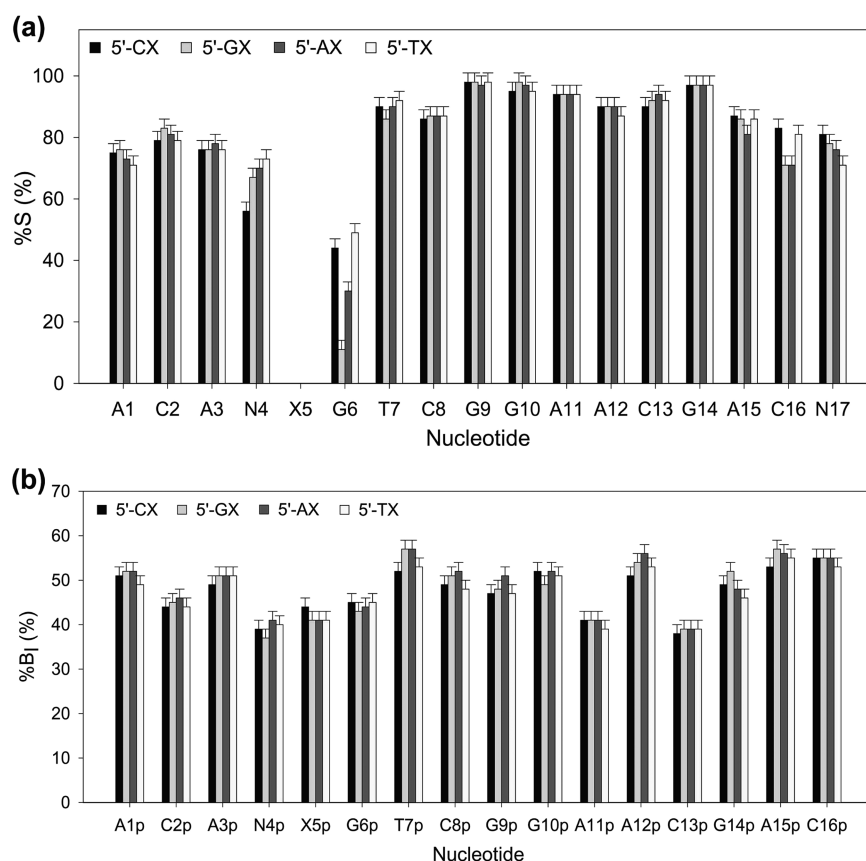 (a)
5'-CX 5'-GX 5'-AX 5'-TX
100
80
60
40
20
0
%S (%)
A1 C2 A3 N4 X5 G6 T7 C8 G9 G10 A11 A12 C13 G14 A15 C16 N17
Nucleotide
(b)
70
5'-CX 5'-GX 5'-AX 5'-TX
60
50
40
30
20
10
0
%BI (%)
A1p C2p A3p N4p X5p G6p T7p C8p G9p G10p A11p A12p C13p G14p A15p C16p
Nucleotide